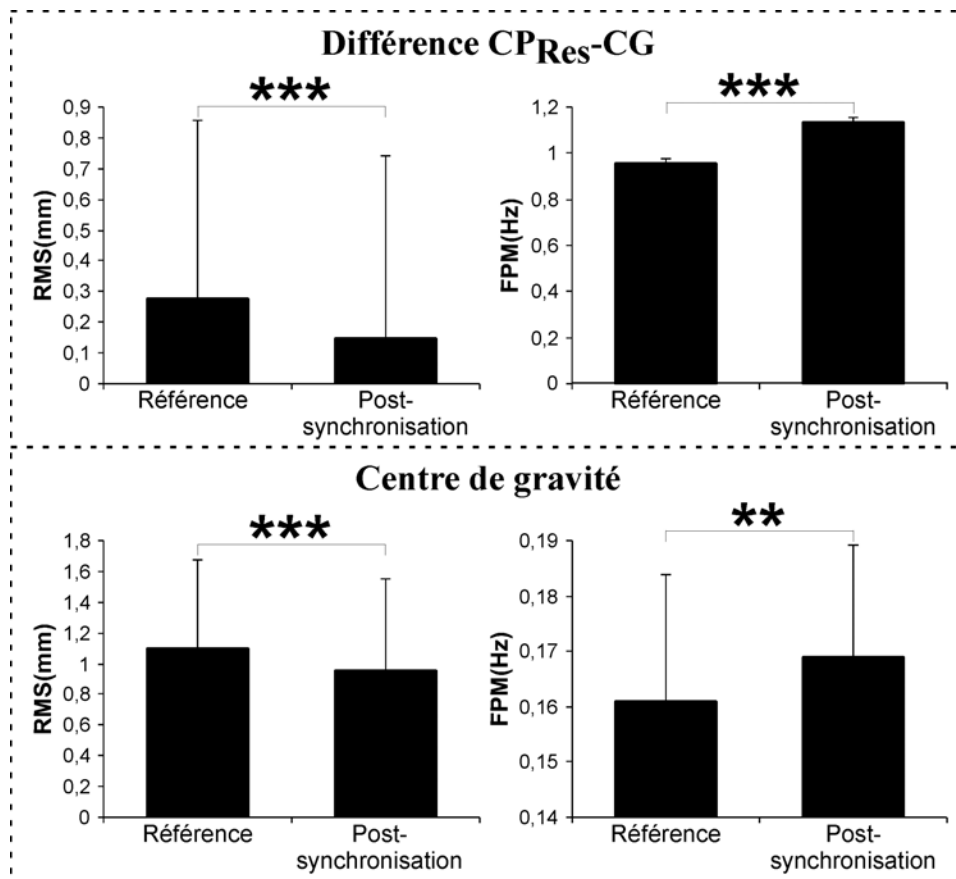 Différence CPRes-CG
***
***
RMS(mm)
0,9
0,8
0,7
0,6
0,5
0,4
0,3
0,2
0,1
0
Référence
Post-
synchronisation
FPM(Hz)
1,2
1
0,8
0,6
0,4
0,2
0
Référence
Post-
synchronisation
Centre de gravité
***
**
RMS(mm)
1,8
1,6
1,4
1,2
1
0,8
0,6
0,4
0,2
0
Référence
Post-
synchronisation
FPM(Hz)
0,19
0,18
0,17
0,16
0,15
0,14
Référence
Post-
synchronisation